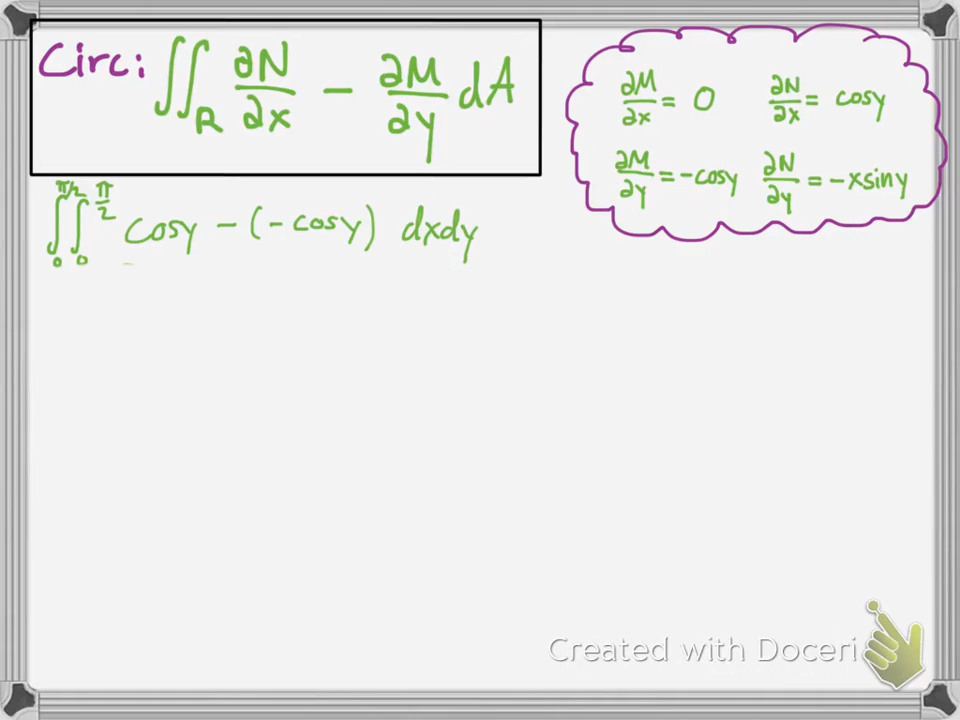 Circ: ∬_R ∂N/∂x − ∂M/∂y dA
∂M/∂x = 0 ∂N/∂x = cosy
∂M/∂y = -cosy ∂N/∂y = -xsiny
∫_0^{π/2} ∫_0^{π/2} cosy − (-cosy) dxdy
Created with Doceri